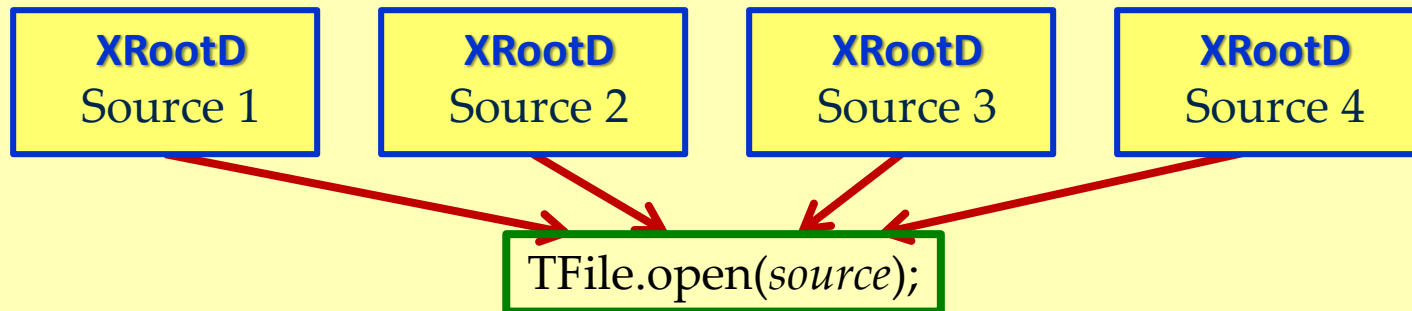 XRootD
Source 1
XRootD
Source 2
XRootD
Source 3
XRootD
Source 4
TFile.open(source);